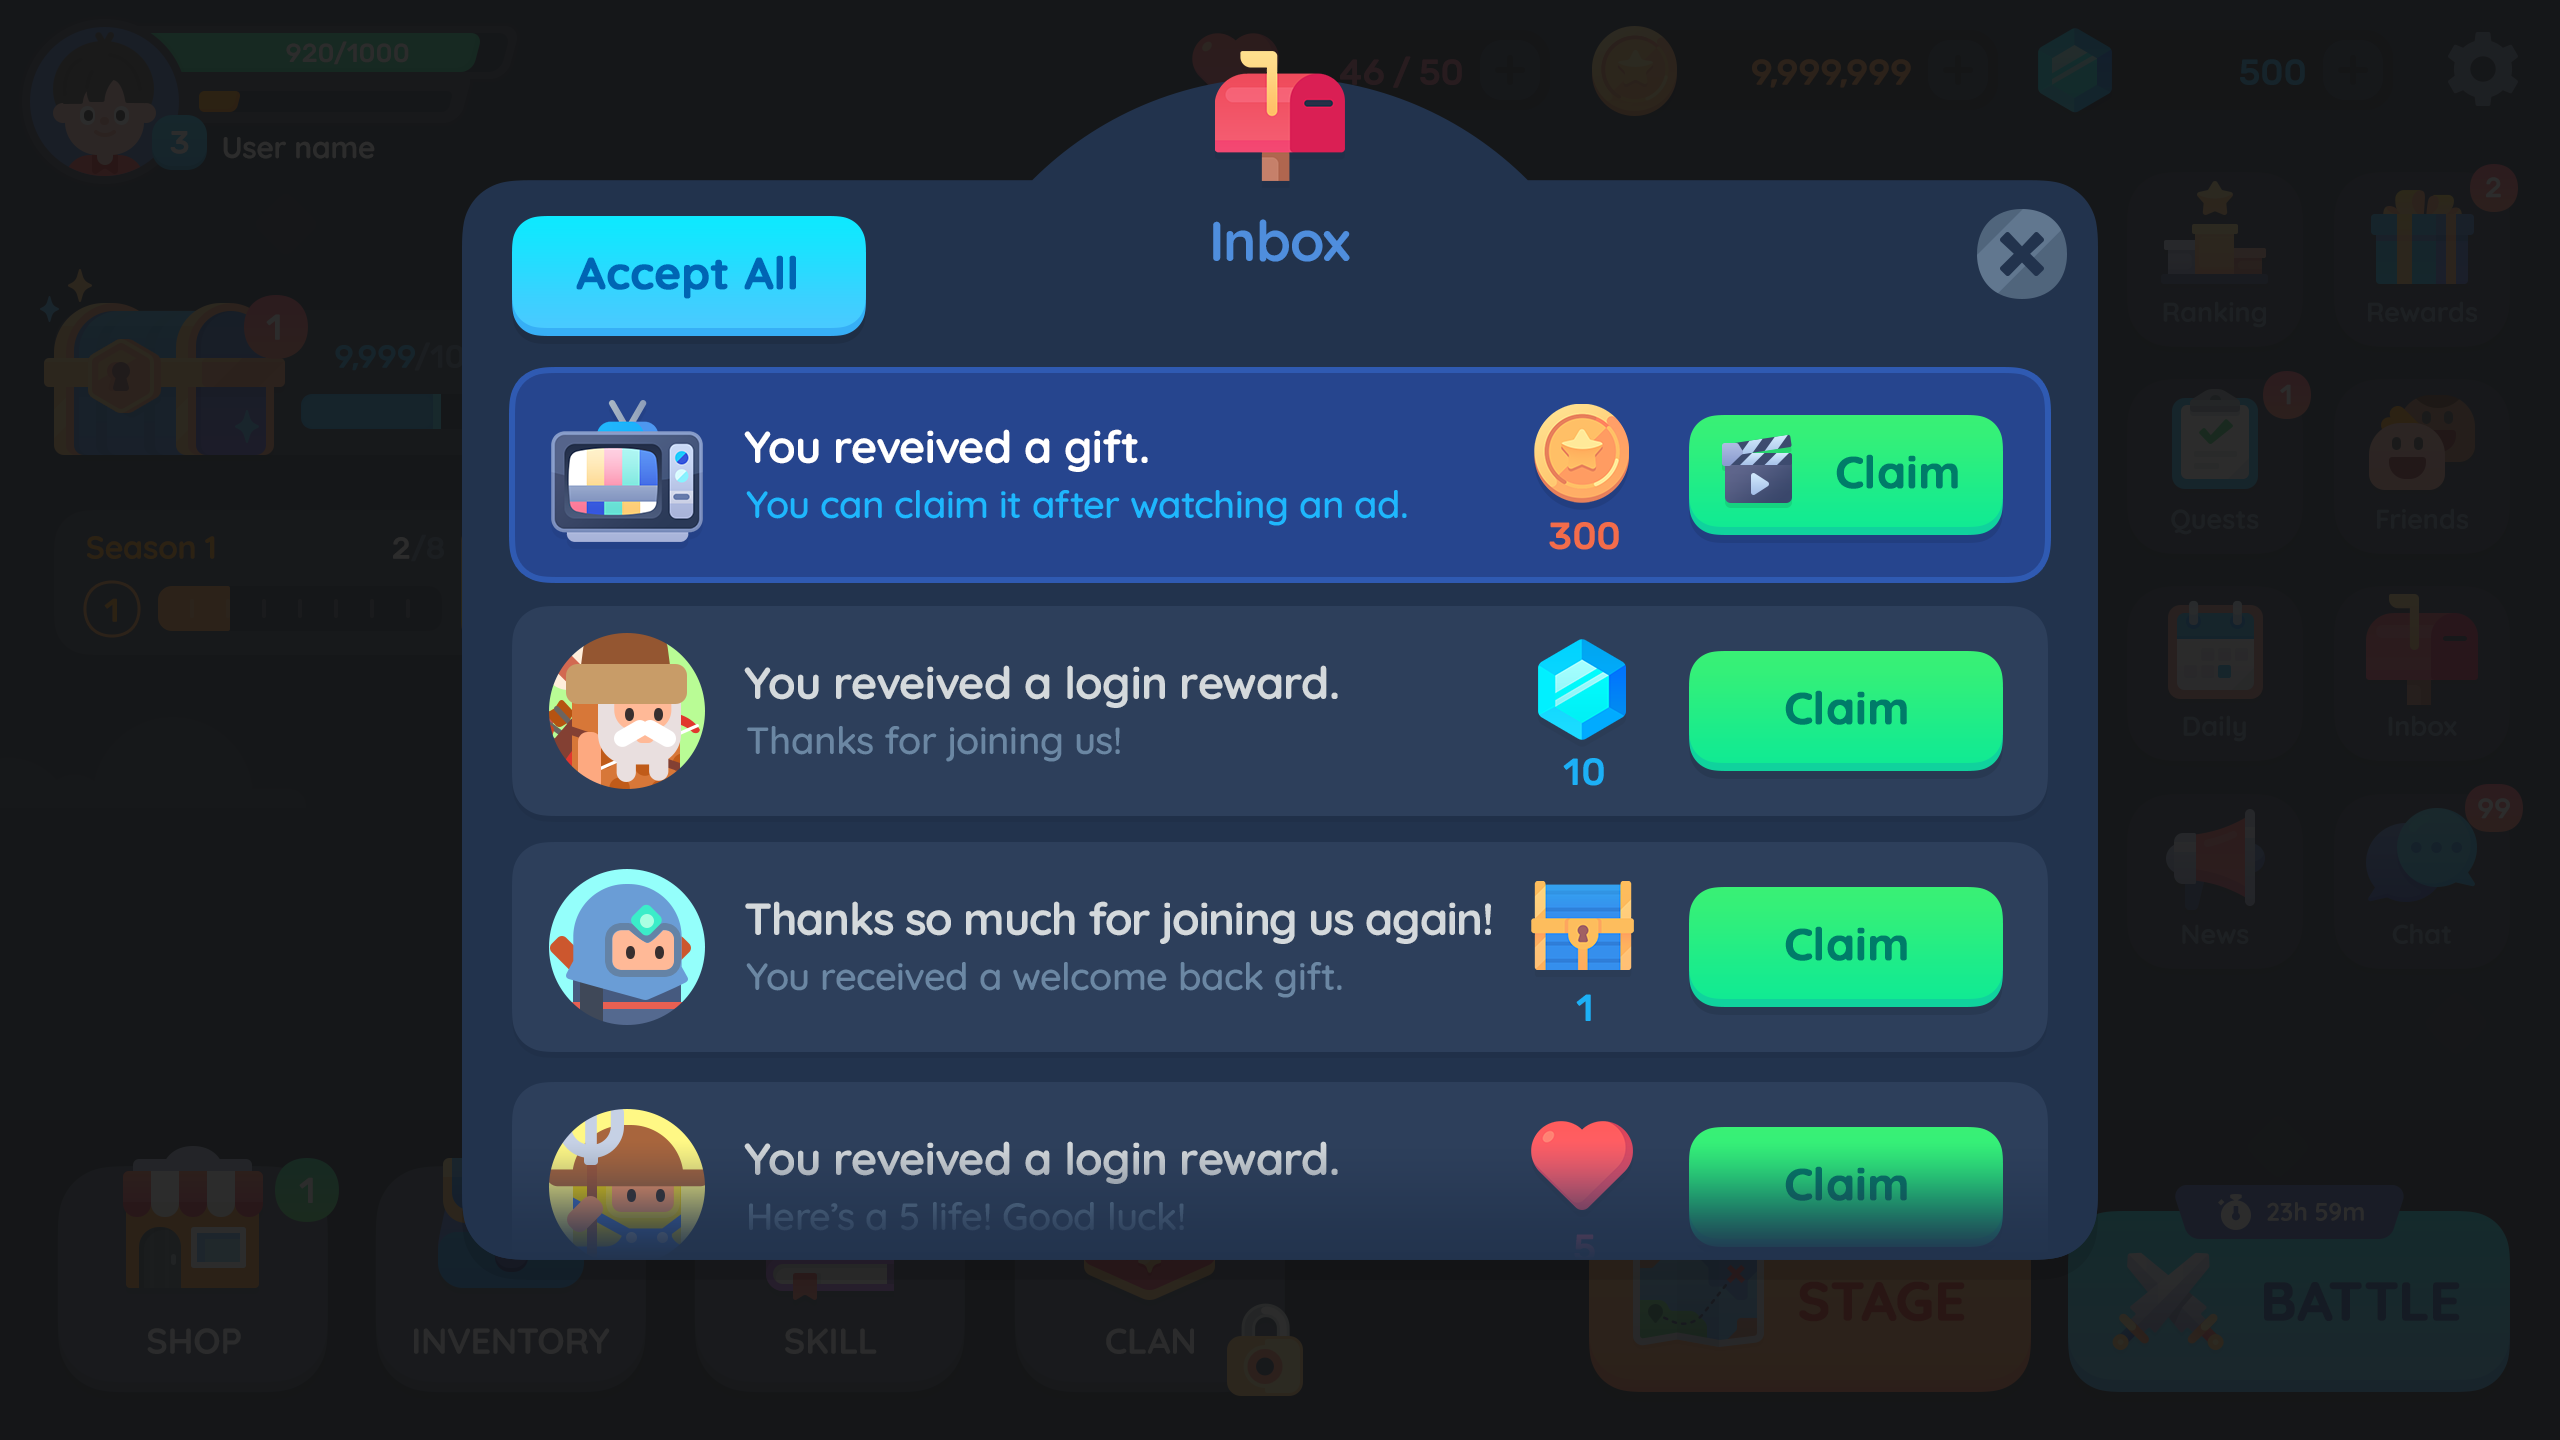 920/1000
3
User name
46 / 50
9,999,999
500
Inbox
Accept All
2
Ranking
Rewards
1
9,999/10
You reveived a gift.
You can claim it after watching an ad.
300
Claim
1
Quests
Friends
Season 1
2/8
1
You reveived a login reward.
Thanks for joining us!
10
Claim
Daily
Inbox
Thanks so much for joining us again!
You received a welcome back gift.
1
Claim
99
News
Chat
You reveived a login reward.
Here's a 5 life! Good luck!
5
Claim
1
23h 59m
SHOP
INVENTORY
SKILL
CLAN
STAGE
BATTLE